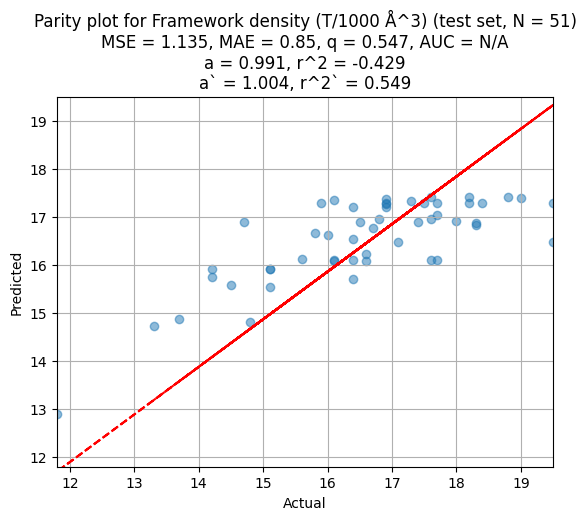 Parity plot for Framework density (T/1000 Å^3) (test set, N = 51)
MSE = 1.135, MAE = 0.85, q = 0.547, AUC = N/A
a = 0.991, r^2 = -0.429
a` = 1.004, r^2` = 0.549
19
18
17
16
15
14
13
12
Predicted
12 13 14 15 16 17 18 19
Actual